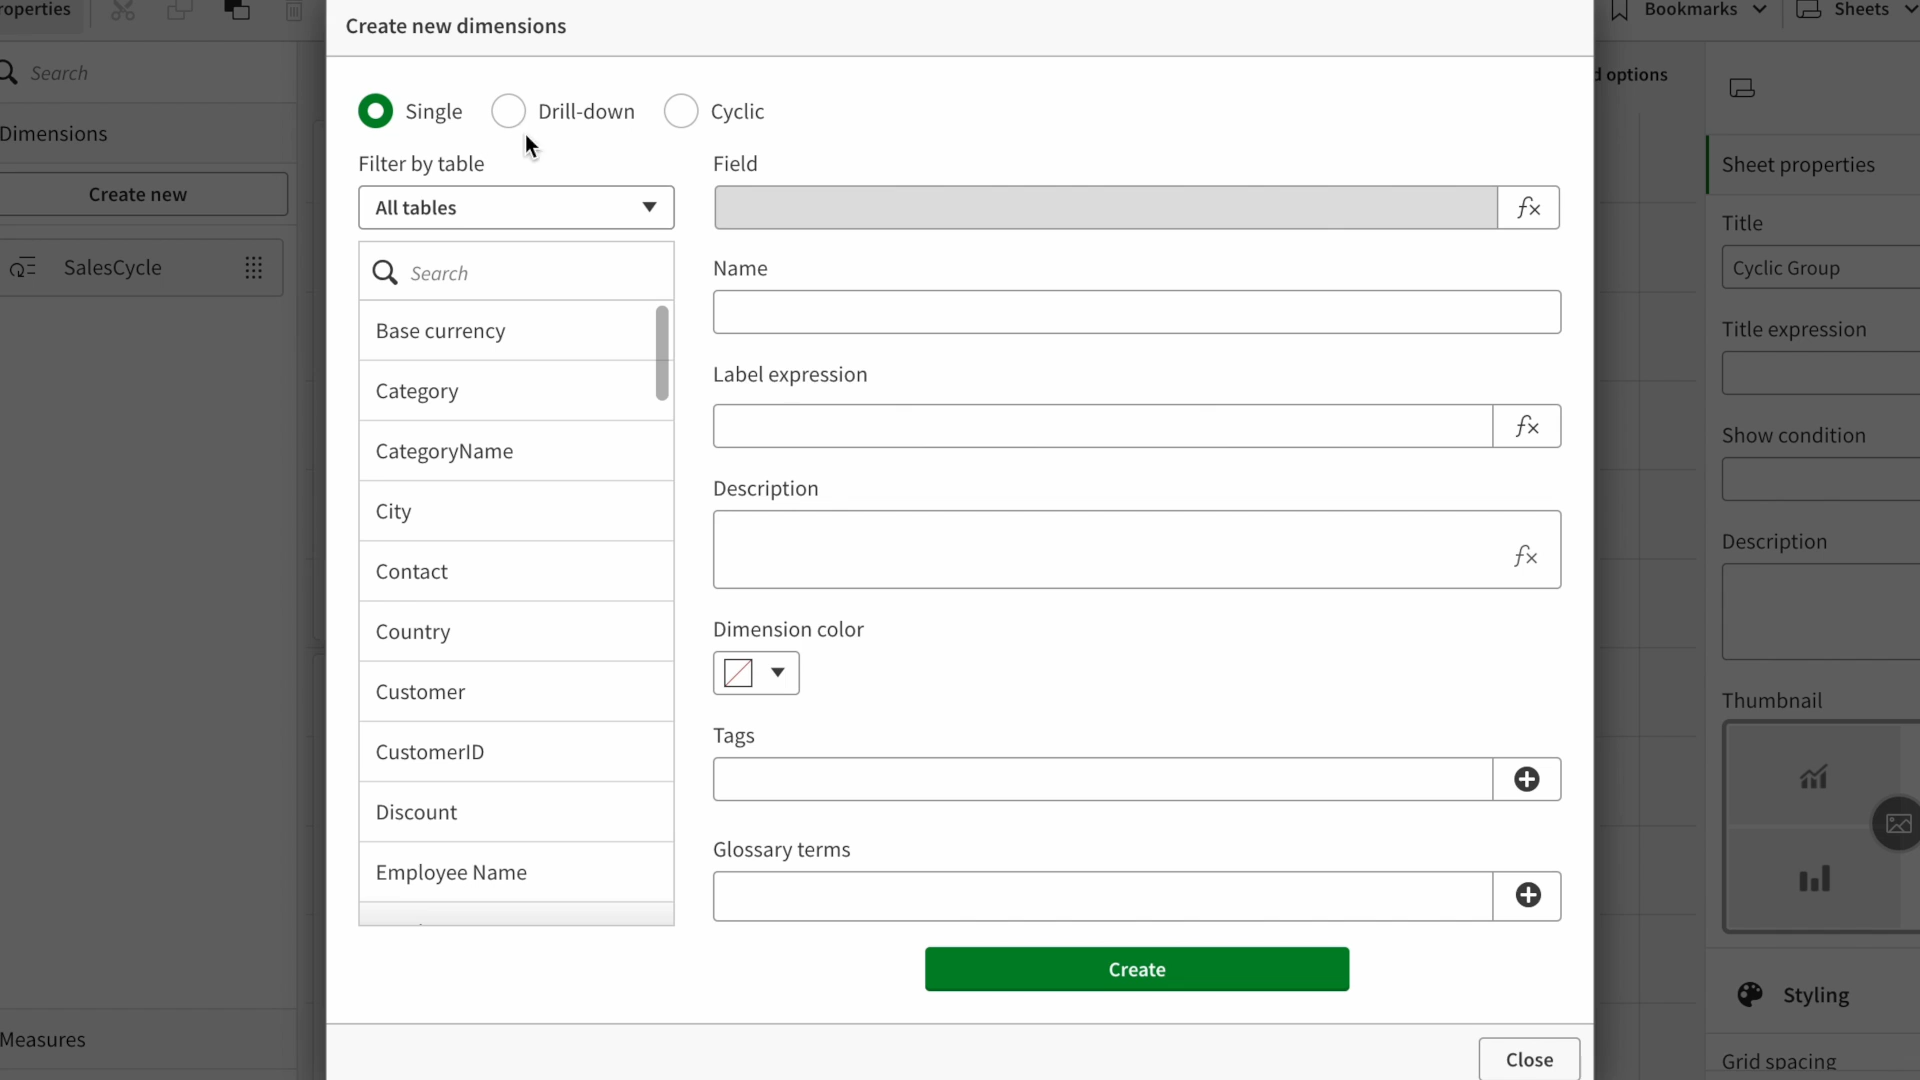 Create new dimensions
Bookmarks
Sheets
Search
Dimensions
Create new
SalesCycle
Measures
Single
Drill-down
Cyclic
Filter by table
All tables
Search
Base currency
Category
CategoryName
City
Contact
Country
Customer
CustomerID
Discount
Employee Name
Field
fx
Name
Label expression
fx
Description
fx
Dimension color
Tags
Glossary terms
Create
Close
options
Sheet properties
Title
Cyclic Group
Title expression
Show condition
Description
Thumbnail
Styling
Grid spacing